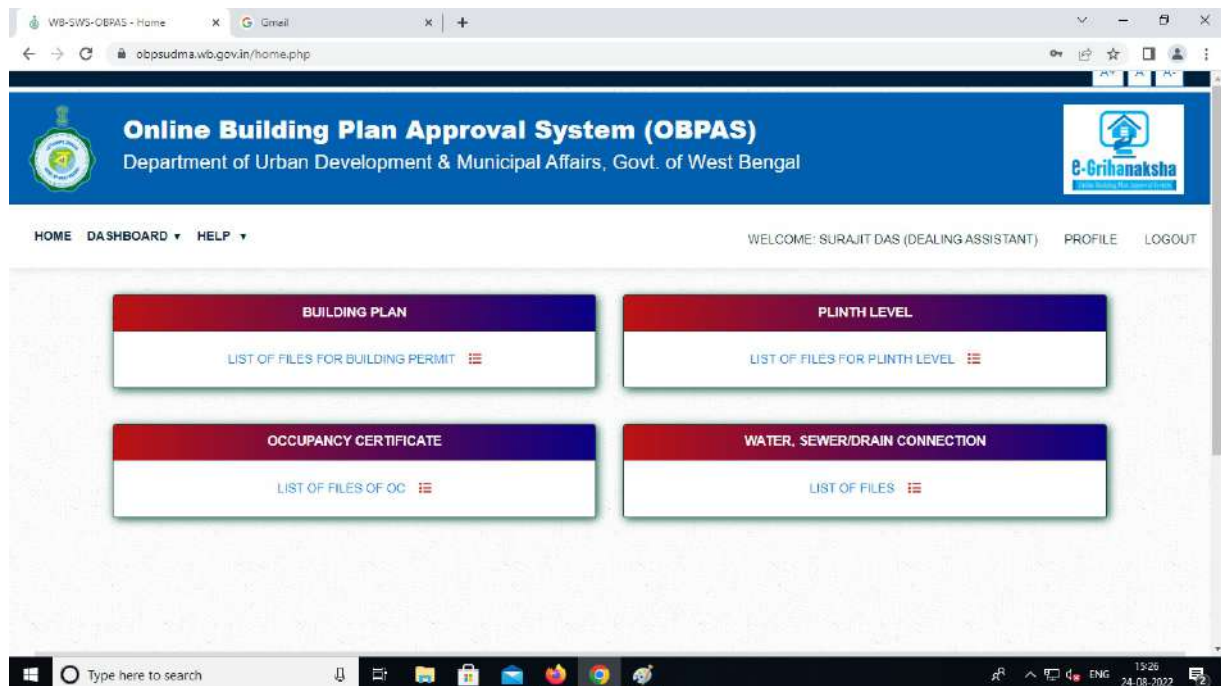 WB-SWS-OBPAS - Home
Gmail
obpsudma.wb.gov.in/home.php
A+ A A-
Online Building Plan Approval System (OBPAS)
Department of Urban Development & Municipal Affairs, Govt. of West Bengal
e-Grihanaksha
HOME DASHBOARD HELP
WELCOME: SURAJIT DAS (DEALING ASSISTANT) PROFILE LOGOUT
BUILDING PLAN
LIST OF FILES FOR BUILDING PERMIT
PLINTH LEVEL
LIST OF FILES FOR PLINTH LEVEL
OCCUPANCY CERTIFICATE
LIST OF FILES OF OC
WATER, SEWER/DRAIN CONNECTION
LIST OF FILES
Type here to search
ENG
15:26
24-08-2022
2